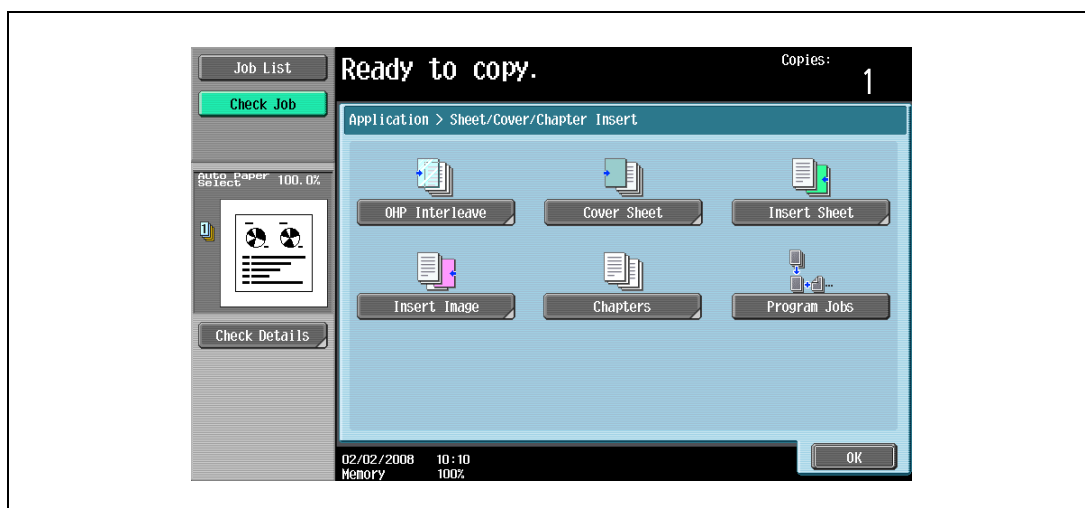 Job List
Check Job
Ready to copy.
Copies:
1
Application > Sheet/Cover/Chapter Insert
Auto Paper
Select
100.0%
1
OHP Interleave
Cover Sheet
Insert Sheet
Insert Image
Chapters
Program Jobs
Check Details
02/02/2008 10:10
Memory 100%
OK